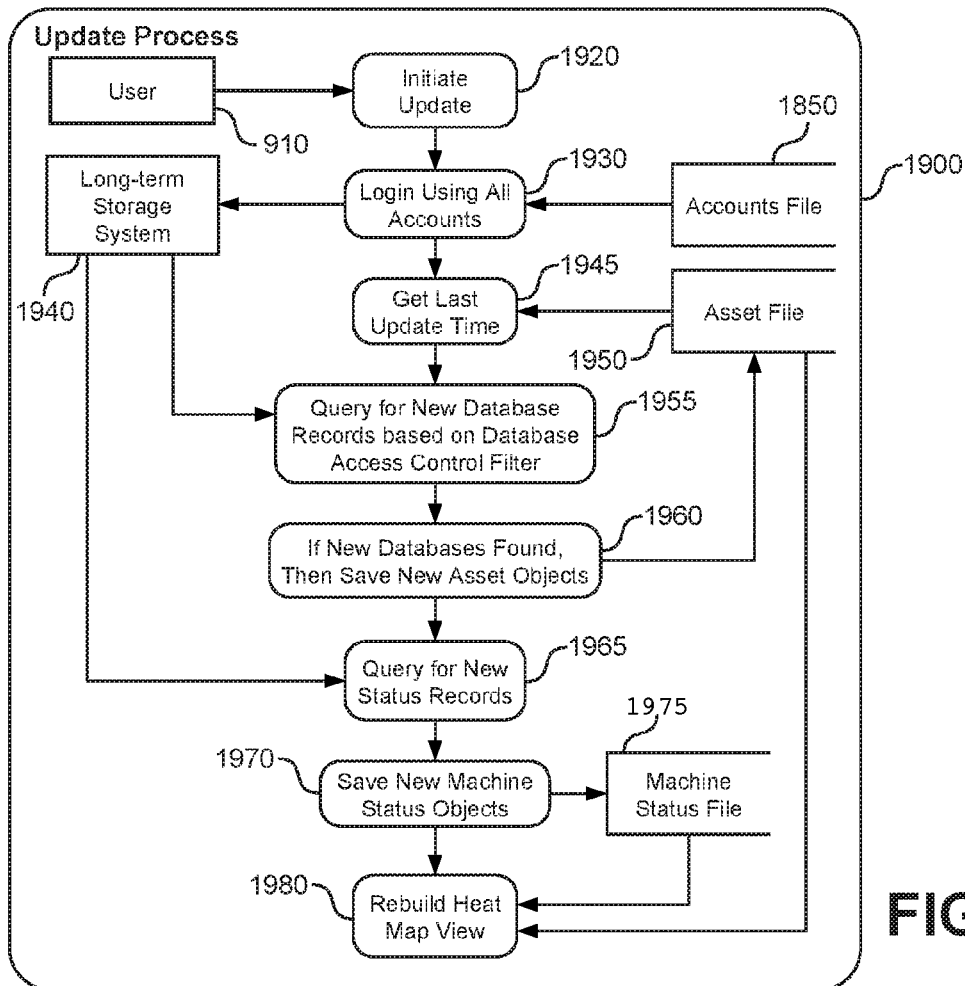 Update Process
User
910
Initiate
Update
1920
1850
1900
Long-term
Storage
System
1940
Login Using All
Accounts
1930
Accounts File
Get Last
Update Time
1945
Asset File
1950
Query for New Database
Records based on Database
Access Control Filter
1955
If New Databases Found,
Then Save New Asset Objects
1960
Query for New
Status Records
1965
1970
Save New Machine
Status Objects
1975
Machine
Status File
1980
Rebuild Heat
Map View
FIG